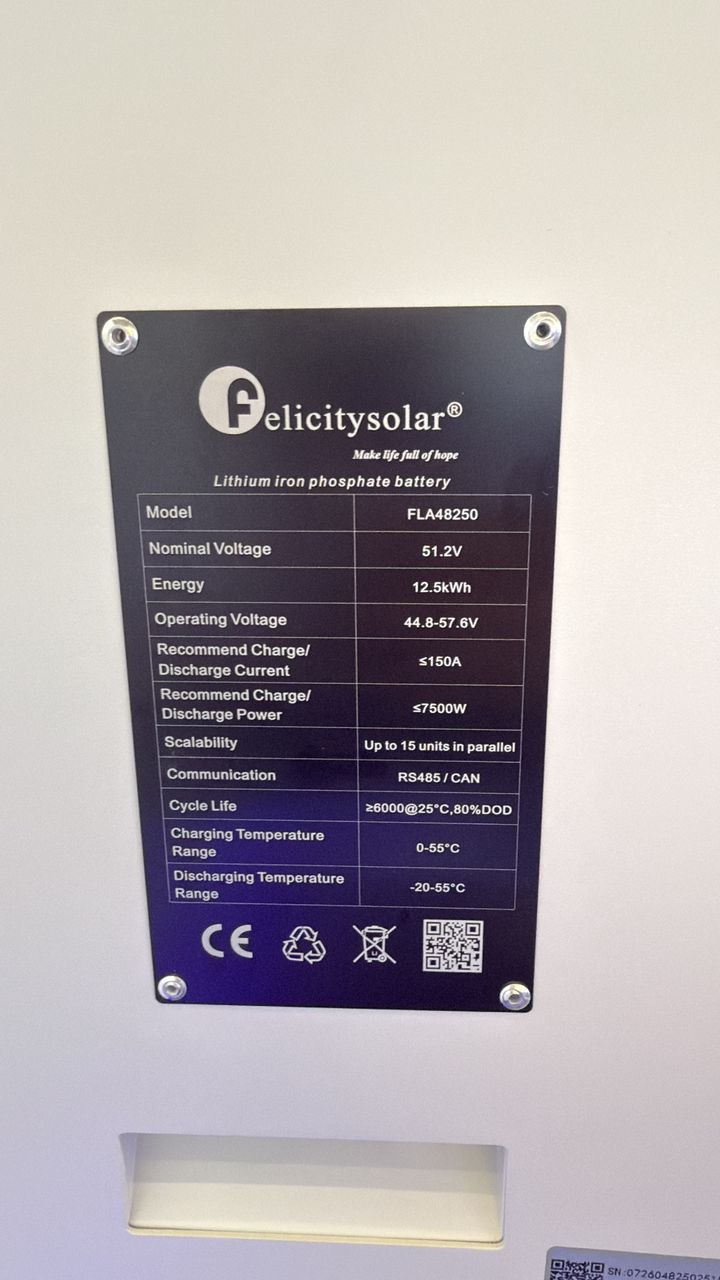 felicitysolar®
Make life full of hope
Lithium iron phosphate battery
Model FLA48250
Nominal Voltage 51.2V
Energy 12.5kWh
Operating Voltage 44.8-57.6V
Recommend Charge/
Discharge Current ≤150A
Recommend Charge/
Discharge Power ≤7500W
Scalability Up to 15 units in parallel
Communication RS485 / CAN
Cycle Life ≥6000@25°C,80%DOD
Charging Temperature
Range 0-55°C
Discharging Temperature
Range -20-55°C
CE